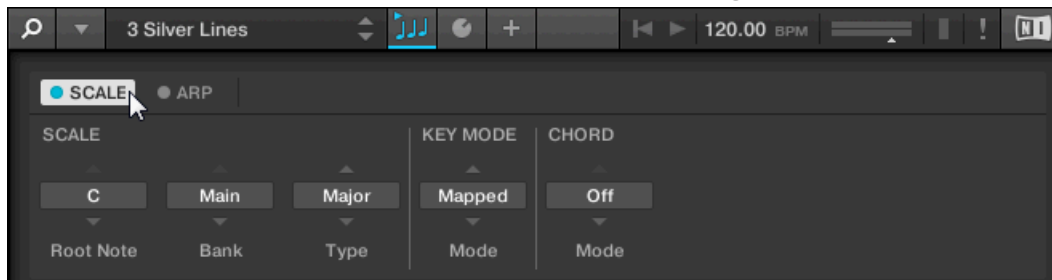 3 Silver Lines 120.00 BPM ! NI
SCALE ARP
SCALE KEY MODE CHORD
C Main Major Mapped Off
Root Note Bank Type Mode Mode